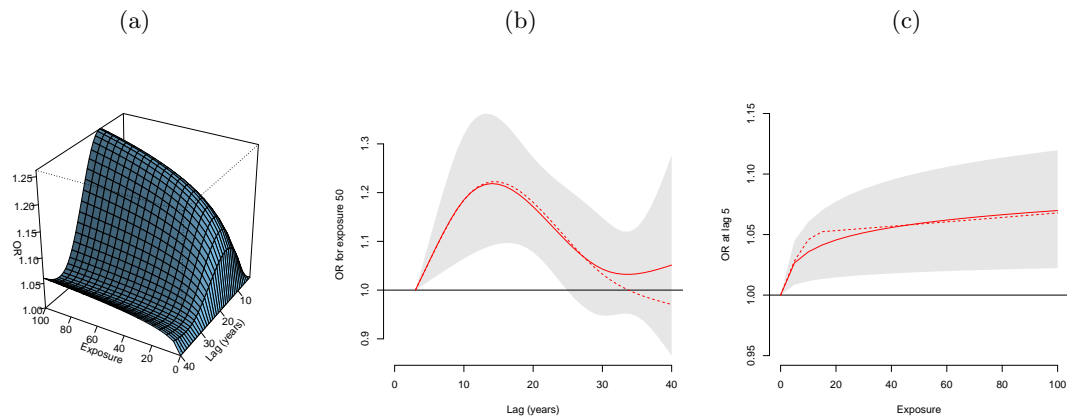 (a)
(b)
(c)
1.25
1.20
1.15
1.10
1.05
1.00
OR
100
80
60
40
20
0
Exposure
40
30
20
10
Lag (years)
1.3
1.2
1.1
1.0
0.9
OR for exposure 50
0 10 20 30 40
Lag (years)
1.15
1.10
1.05
1.00
0.95
OR at lag 5
0 20 40 60 80 100
Exposure